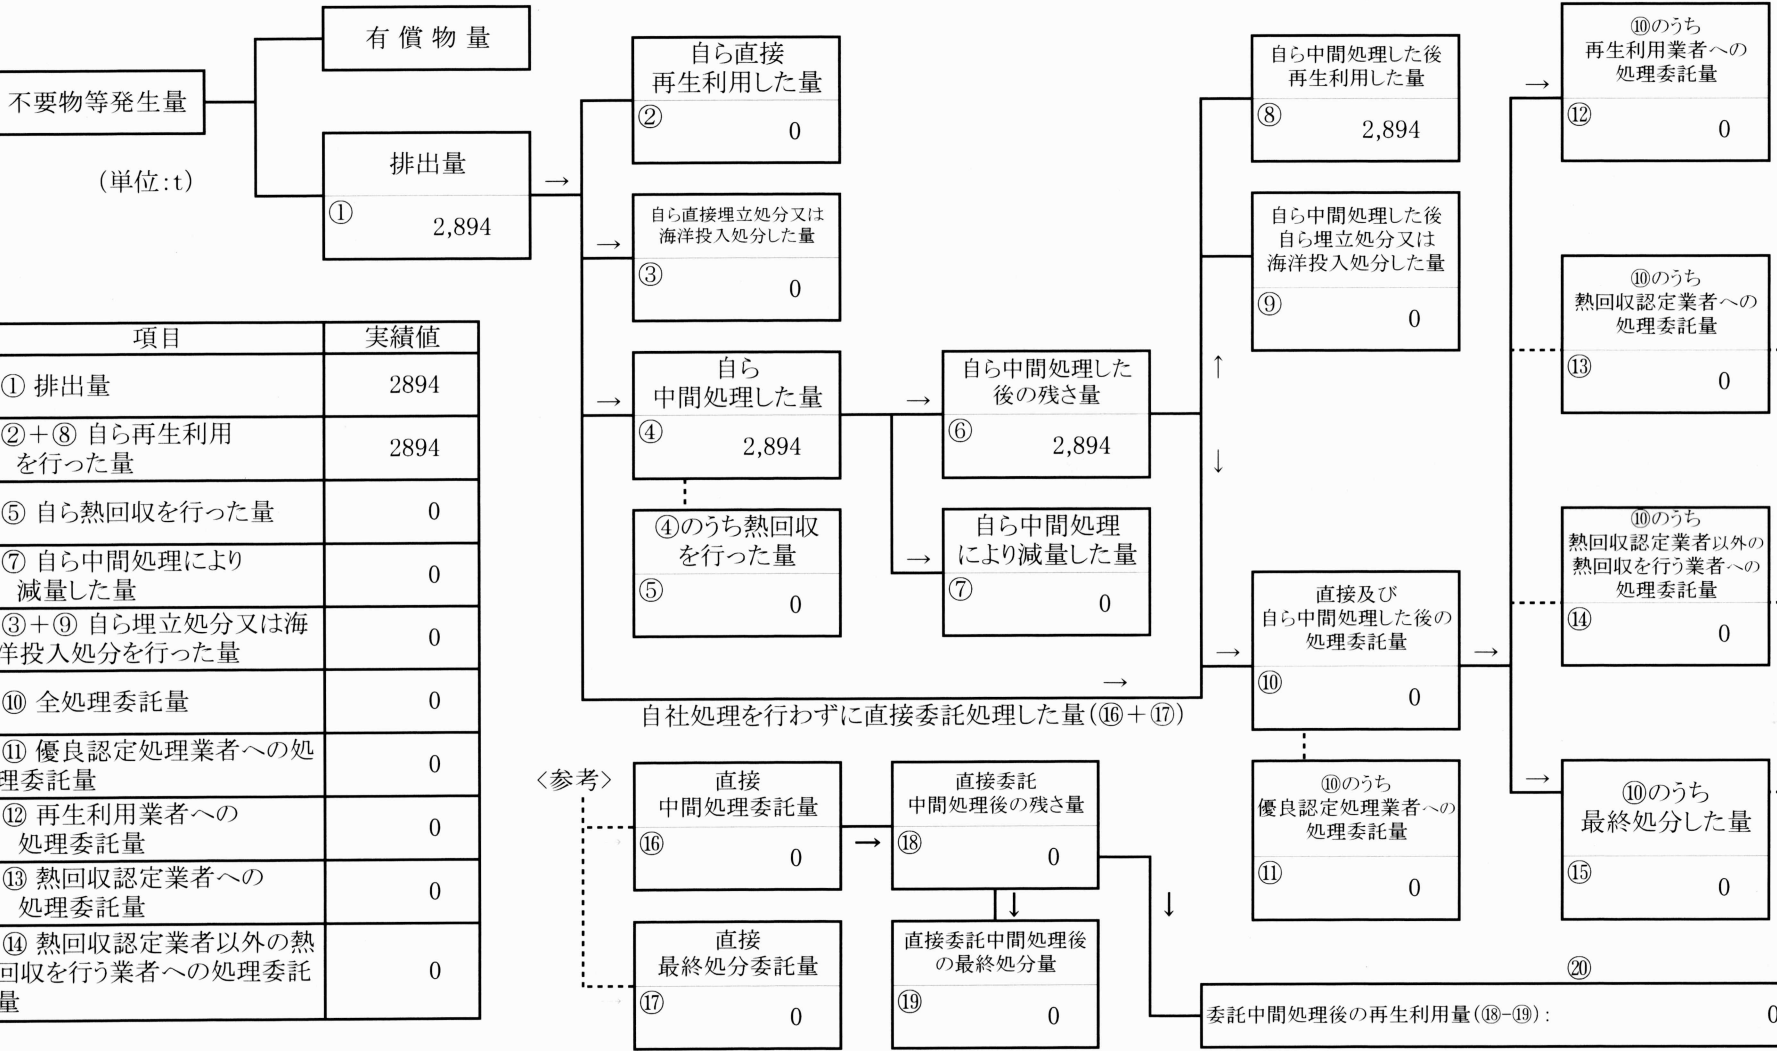 不要物等発生量
(単位:t)
有償物量
排出量
①
2,894
→
自ら直接
再生利用した量
②
0
自ら直接埋立処分又は
海洋投入処分した量
→
③
0
自ら
中間処理した量
→
④
2,894
④のうち熱回収
を行った量
⑤
0
自ら中間処理した
後の残さ量
→
⑥
2,894
自ら中間処理
により減量した量
→
⑦
0
自ら中間処理した後
再生利用した量
⑧
2,894
自ら中間処理した後
自ら埋立処分又は
海洋投入処分した量
⑨
0
↑
↓
直接及び
自ら中間処理した後の
処理委託量
→
⑩
0
→
自社処理を行わずに直接委託処理した量(⑯+⑰)
→
⑩のうち
優良認定処理業者への
処理委託量
⑪
0
→
⑩のうち
再生利用業者への
処理委託量
⑫
0
⑩のうち
熱回収認定業者への
処理委託量
⑬
0
⑩のうち
熱回収認定業者以外の
熱回収を行う業者への
処理委託量
⑭
0
→
⑩のうち
最終処分した量
⑮
0
<参考>
直接
中間処理委託量
⑯
0
→
直接
最終処分委託量
⑰
0
直接委託
中間処理後の残さ量
⑱
0
↓
↓
直接委託中間処理後
の最終処分量
⑲
0
⑳
委託中間処理後の再生利用量(⑱-⑲):
0
項目 実績値
① 排出量 2894
②+⑧ 自ら再生利用
を行った量 2894
⑤ 自ら熱回収を行った量 0
⑦ 自ら中間処理により
減量した量 0
③+⑨ 自ら埋立処分又は海
洋投入処分を行った量 0
⑩ 全処理委託量 0
⑪ 優良認定処理業者への処
理委託量 0
⑫ 再生利用業者への
処理委託量 0
⑬ 熱回収認定業者への
処理委託量 0
⑭ 熱回収認定業者以外の熱
回収を行う業者への処理委託
量 0